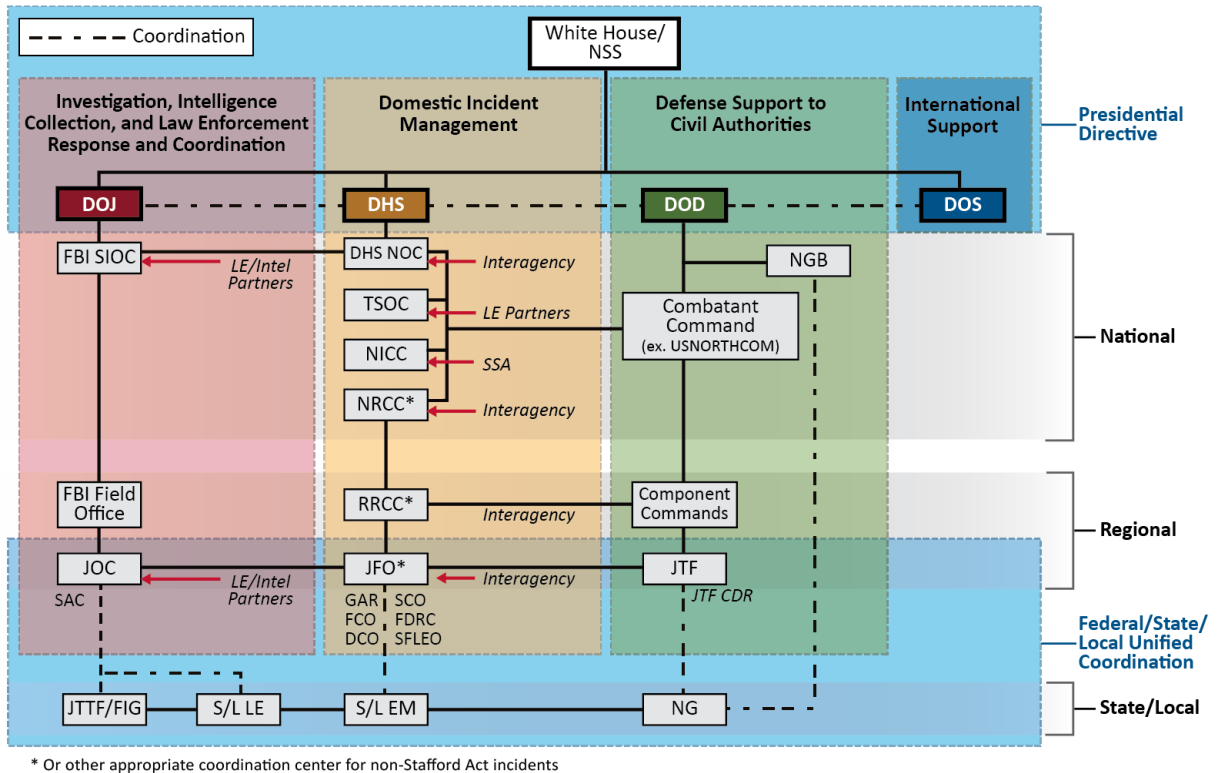 Coordination
White House/
NSS
Investigation, Intelligence
Collection, and Law Enforcement
Response and Coordination
Domestic Incident
Management
Defense Support to
Civil Authorities
International
Support
Presidential
Directive
DOJ
DHS
DOD
DOS
FBI SIOC
LE/Intel
Partners
DHS NOC
Interagency
NGB
TSOC
LE Partners
Combatant
Command
(ex. USNORTHCOM)
National
NICC
SSA
NRCC*
Interagency
FBI Field
Office
RRCC*
Interagency
Component
Commands
Regional
JOC
LE/Intel
Partners
SAC
JFO*
Interagency
GAR SCO
FCO FDRC
DCO SFLEO
JTF
JTF CDR
Federal/State/
Local Unified
Coordination
JTTF/FIG
S/L LE
S/L EM
NG
State/Local
* Or other appropriate coordination center for non-Stafford Act incidents